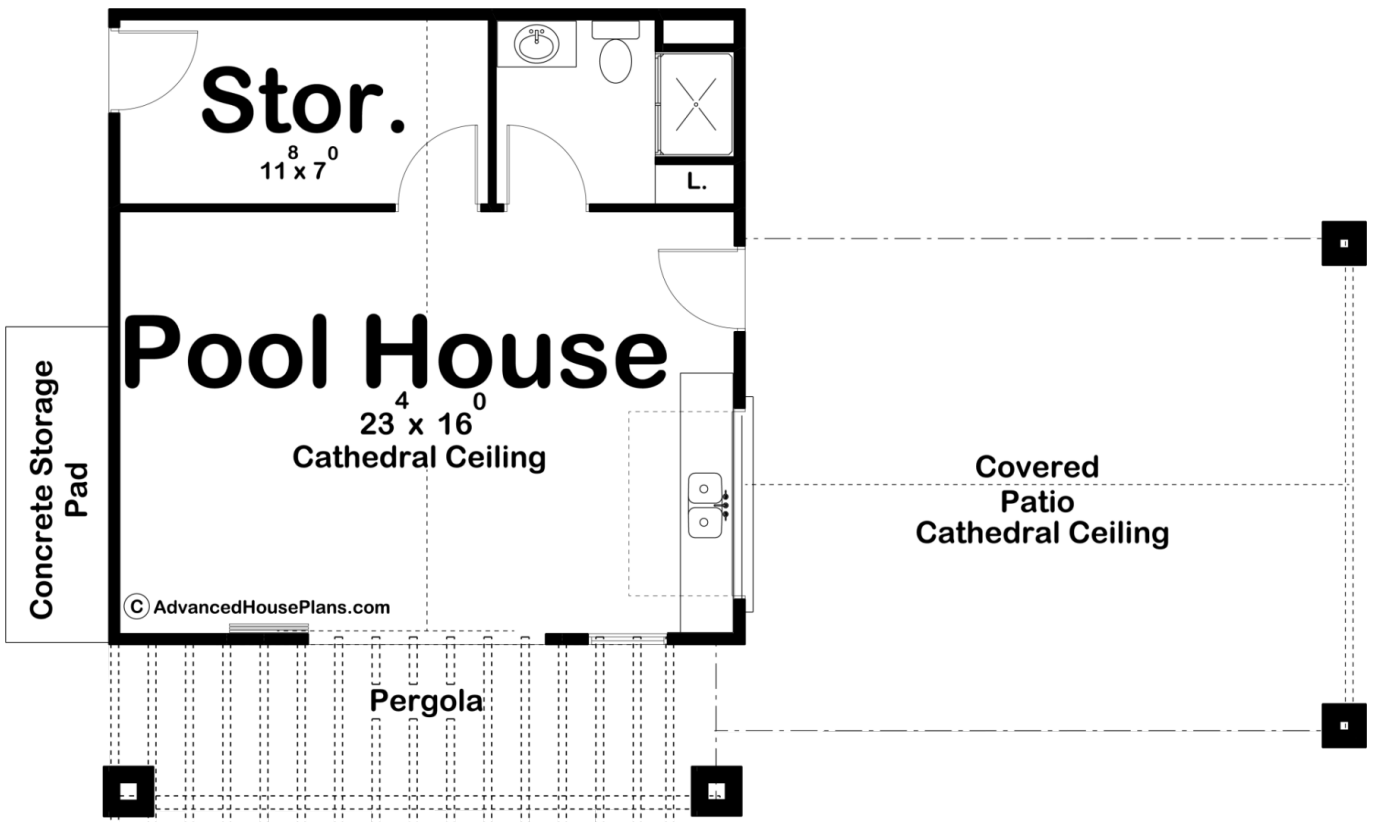 Stor.
11⁸ x 7⁰
L.
Pool House
23⁴ x 16⁰
Cathedral Ceiling
Concrete Storage
Pad
Covered
Patio
Cathedral Ceiling
© AdvancedHousePlans.com
Pergola